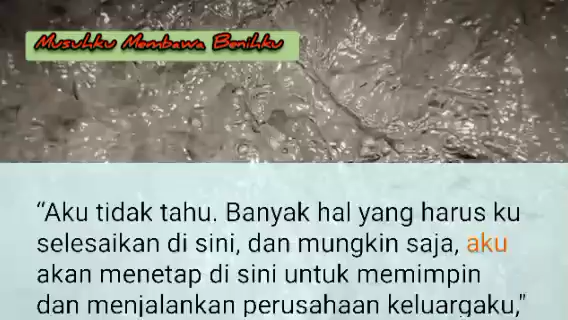 Musuhku Membawa Benihku
“Aku tidak tahu. Banyak hal yang harus ku
selesaikan di sini, dan mungkin saja, aku
akan menetap di sini untuk memimpin
dan menjalankan perusahaan keluargaku,”